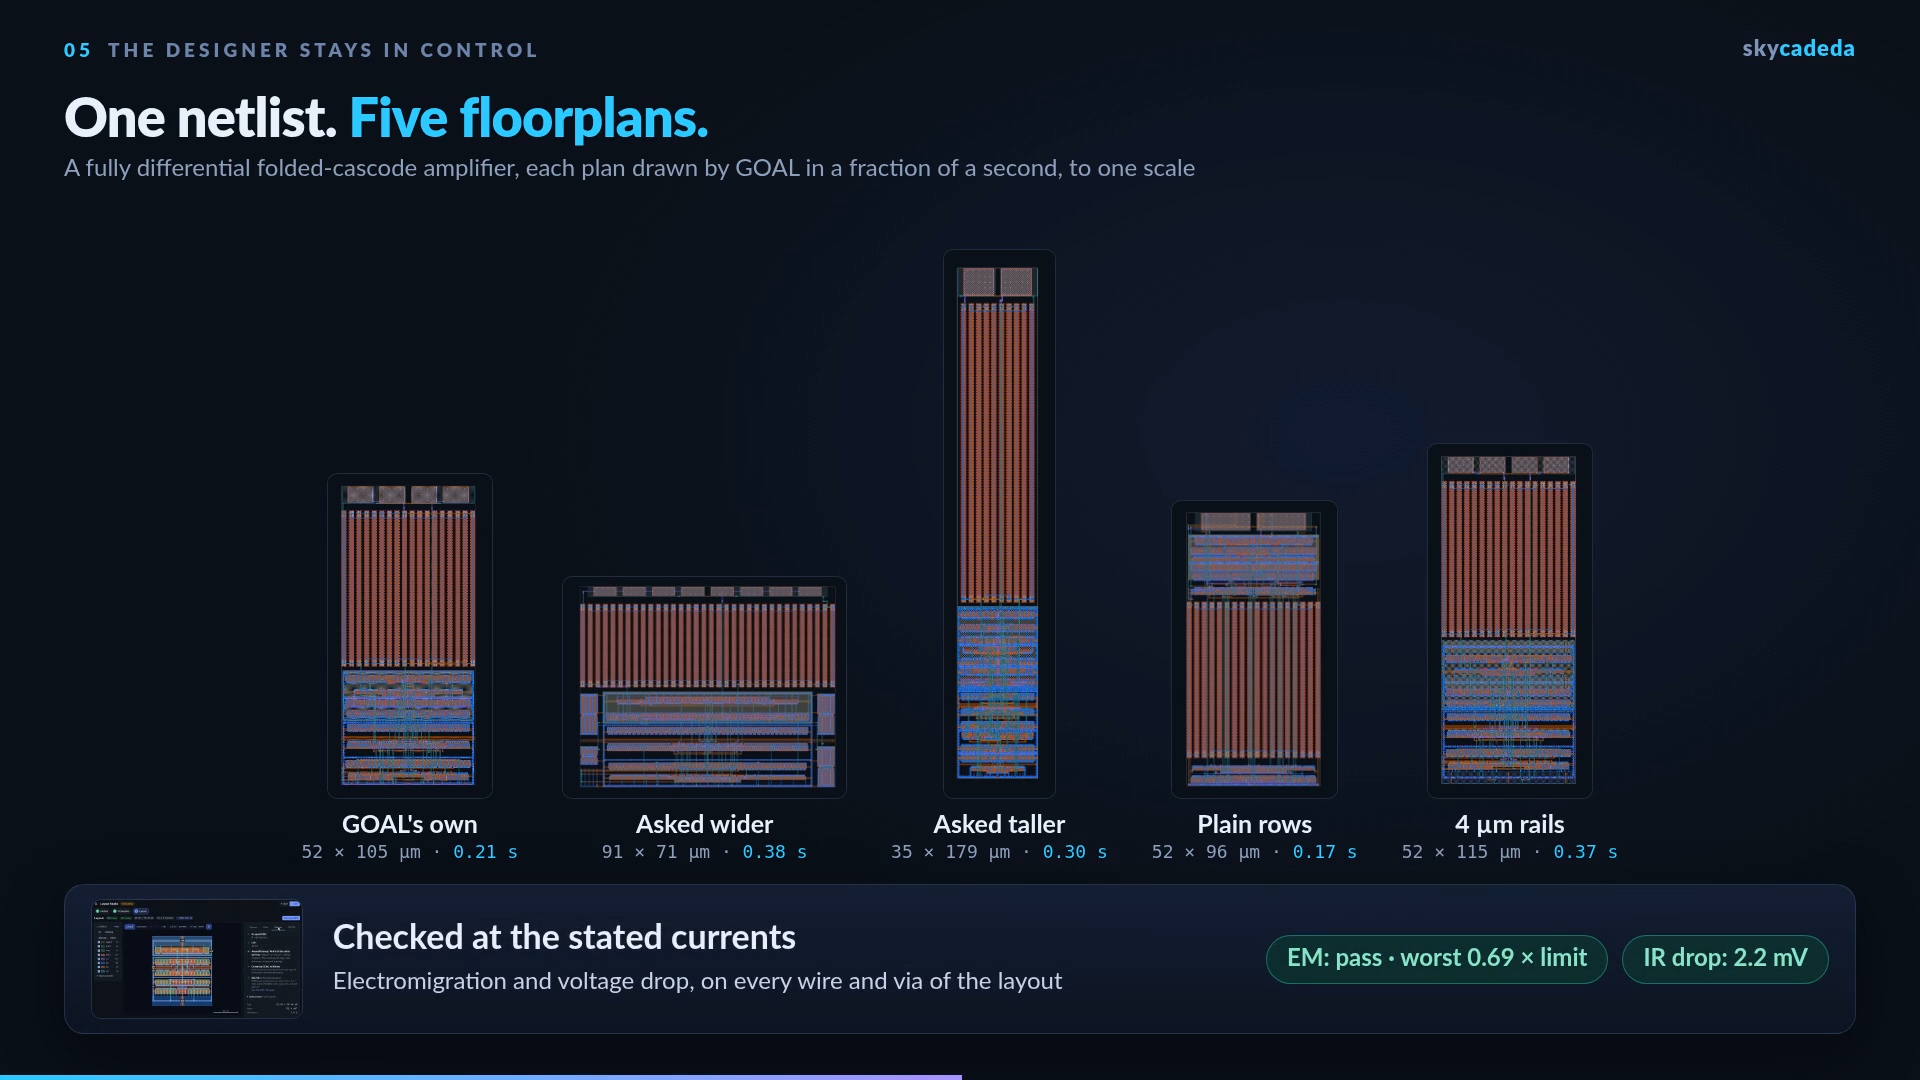 05 THE DESIGNER STAYS IN CONTROL
skycadeda
One netlist. Five floorplans.
A fully differential folded-cascode amplifier, each plan drawn by GOAL in a fraction of a second, to one scale
GOAL's own
52 × 105 µm · 0.21 s
Asked wider
91 × 71 µm · 0.38 s
Asked taller
35 × 179 µm · 0.30 s
Plain rows
52 × 96 µm · 0.17 s
4 µm rails
52 × 115 µm · 0.37 s
Checked at the stated currents
Electromigration and voltage drop, on every wire and via of the layout
EM: pass · worst 0.69 × limit
IR drop: 2.2 mV